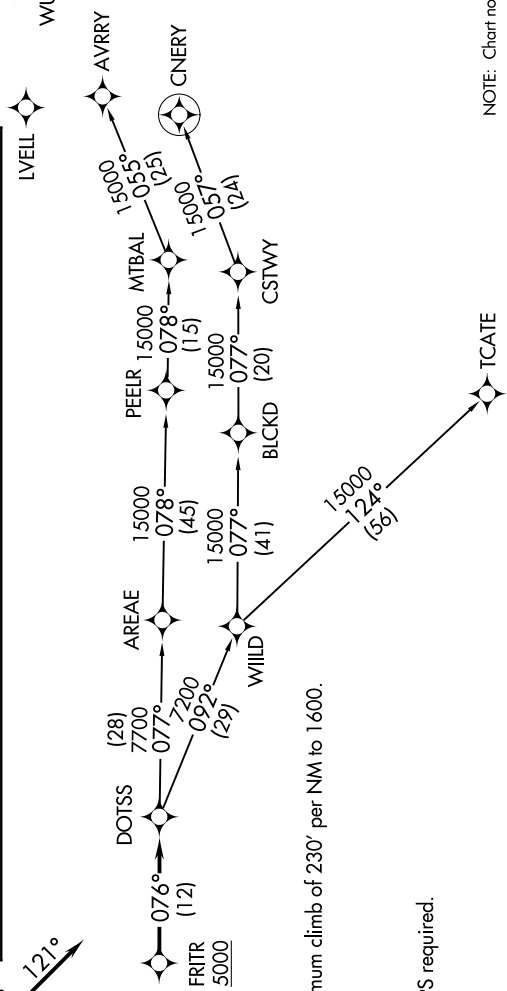 WU
AVRRY
CNERY
LVELL
15000
055°
(25)
15000
057°
(24)
MTBAL
CSTWY
15000
078°
(15)
PEELR
15000
077°
(20)
BLCKD
TCATE
15000
078°
(45)
15000
077°
(41)
15000
124°
(56)
AREAE
WIILD
(28)
7700
077°
7200
092°
(29)
DOTSS
076°
(12)
FRITR
5000
121°
mum climb of 230' per NM to 1600.
PS required.
NOTE: Chart no